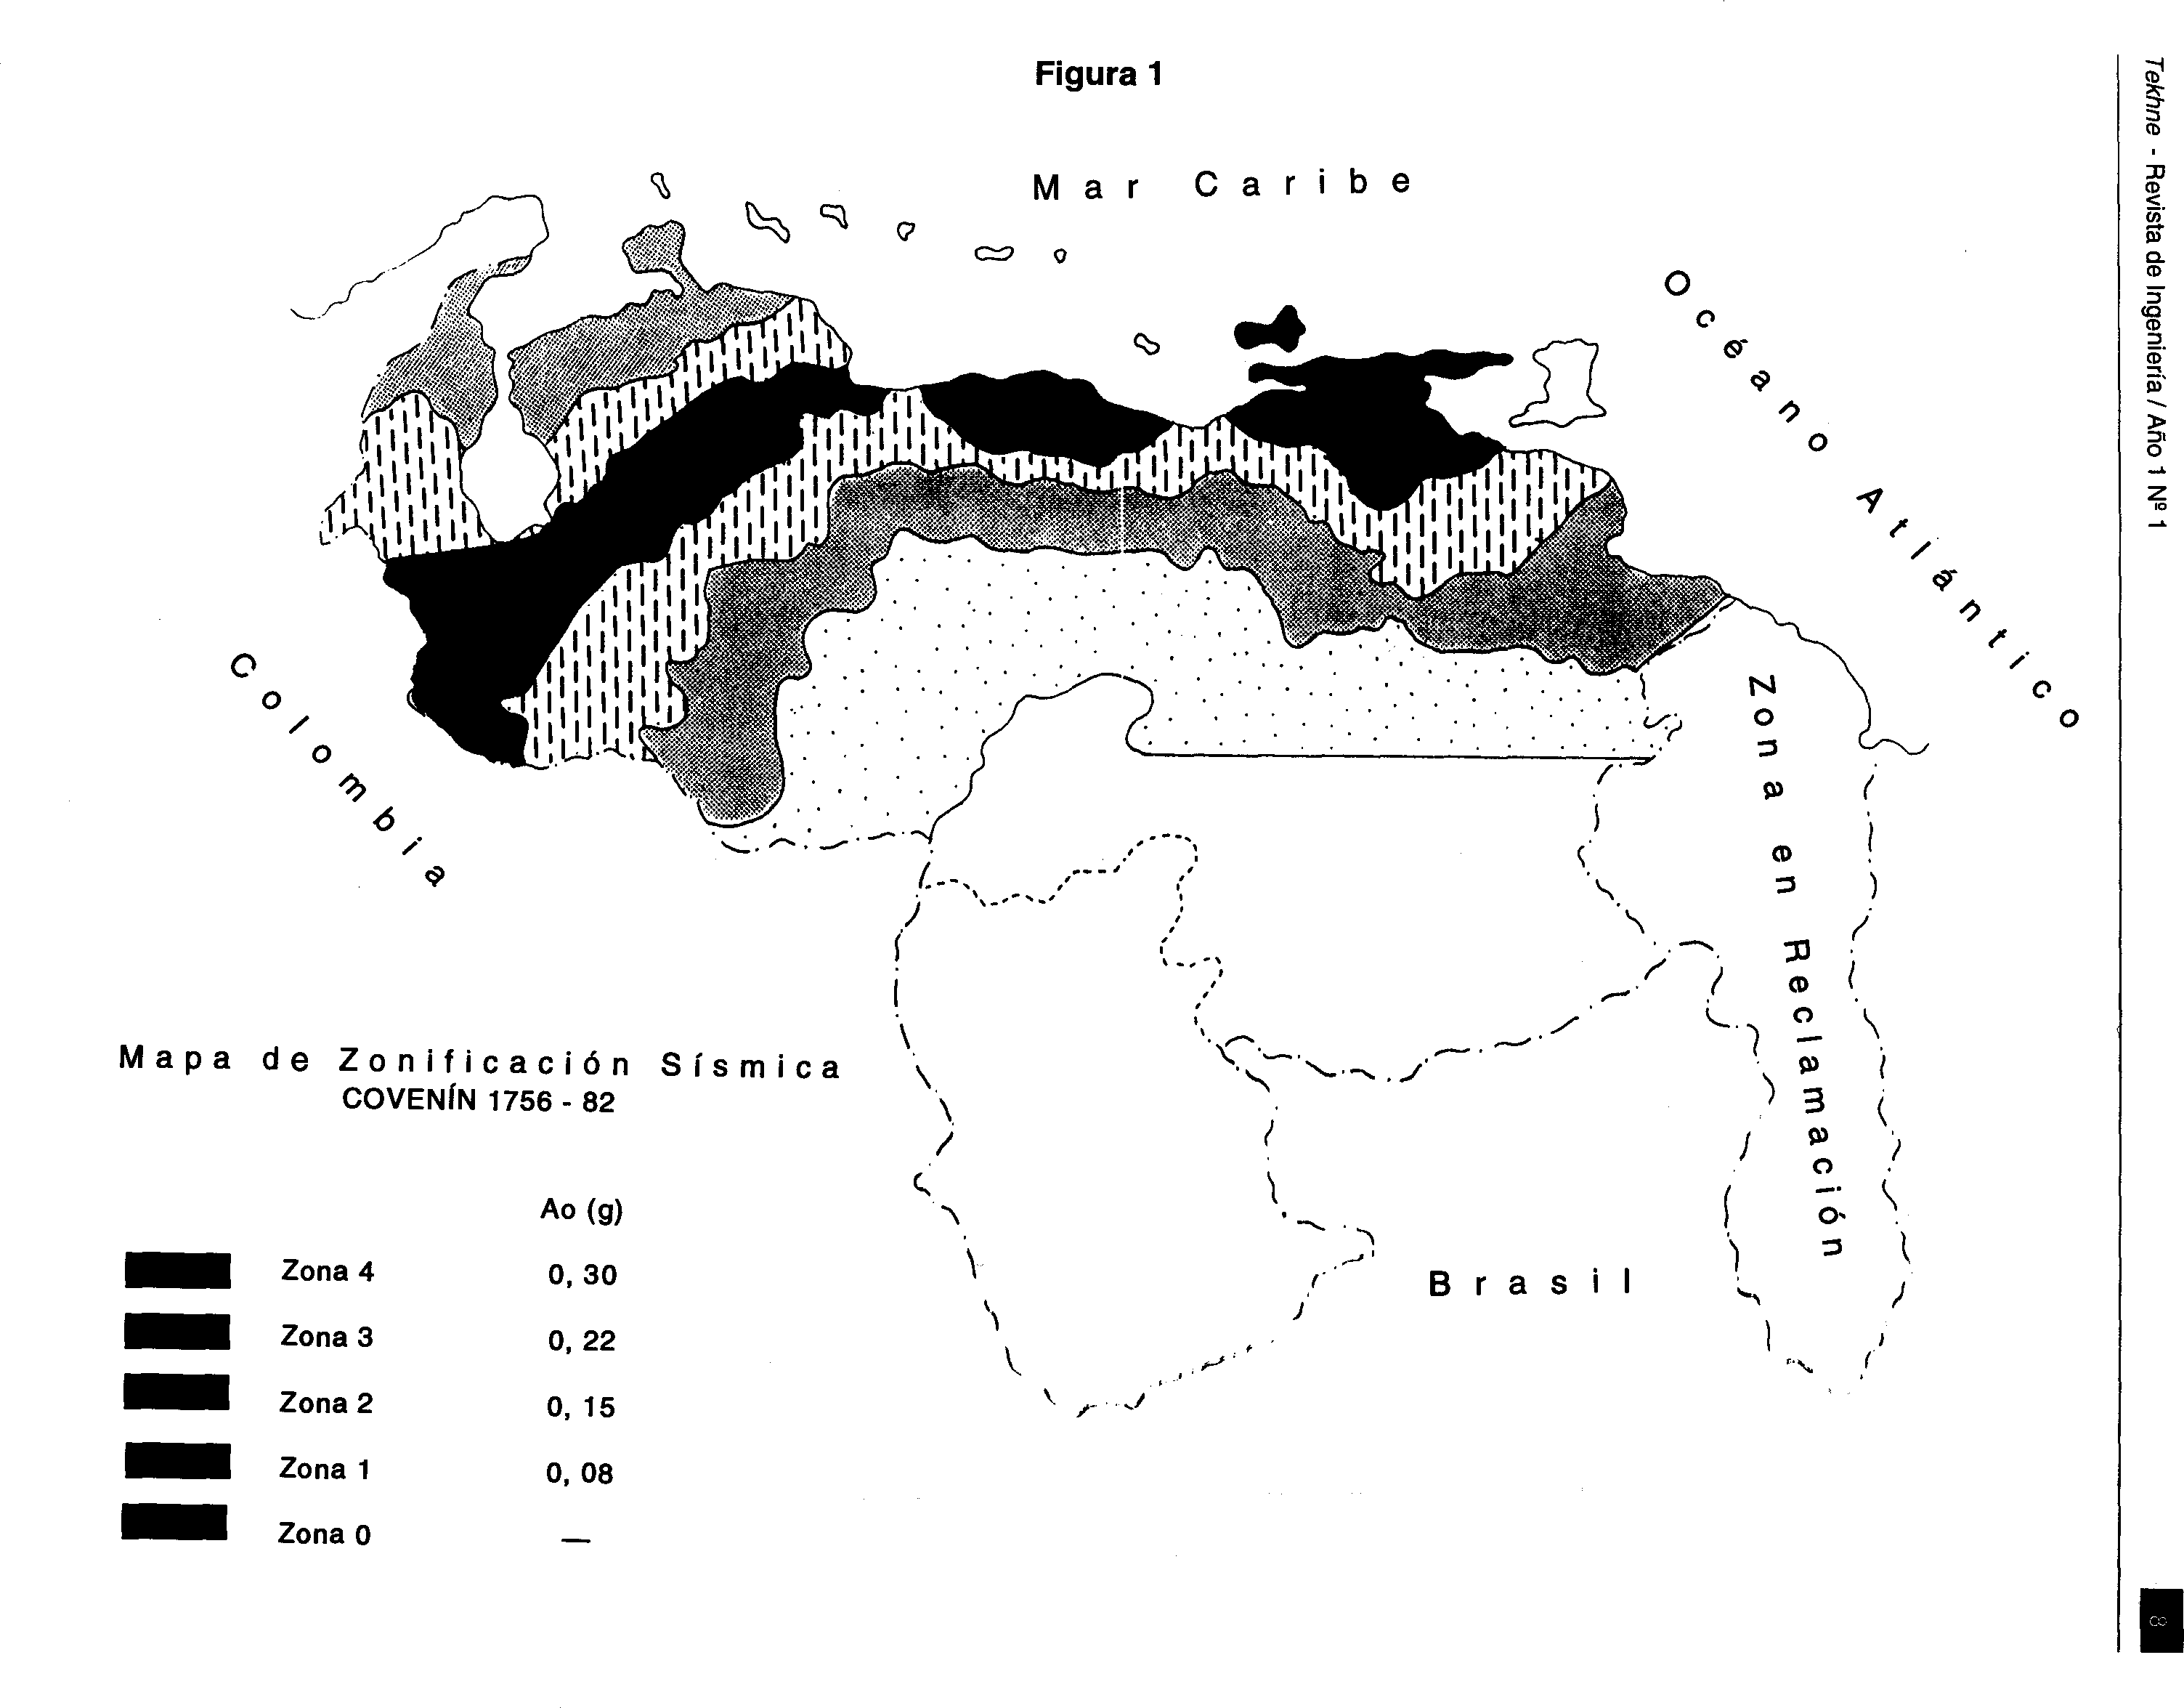 Figura 1
Mar Caribe
Océano Atlántico
Colombia
Zona en Reclamación
Brasil
Mapa de Zonificación Sísmica
COVENÍN 1756 - 82
Ao (g)
Zona 4 0, 30
Zona 3 0, 22
Zona 2 0, 15
Zona 1 0, 08
Zona 0 —
Tekhne - Revista de Ingeniería / Año 1 Nº 1
8